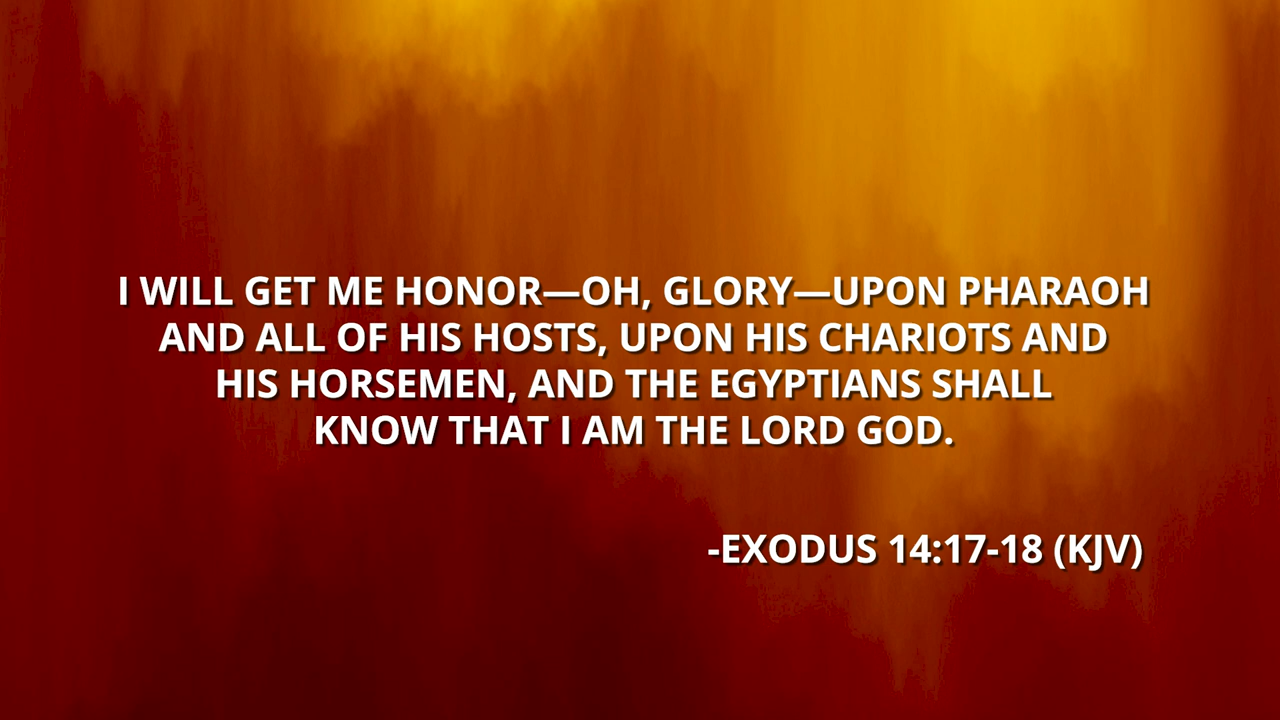 I WILL GET ME HONOR—OH, GLORY—UPON PHARAOH
AND ALL OF HIS HOSTS, UPON HIS CHARIOTS AND
HIS HORSEMEN, AND THE EGYPTIANS SHALL
KNOW THAT I AM THE LORD GOD.
-EXODUS 14:17-18 (KJV)